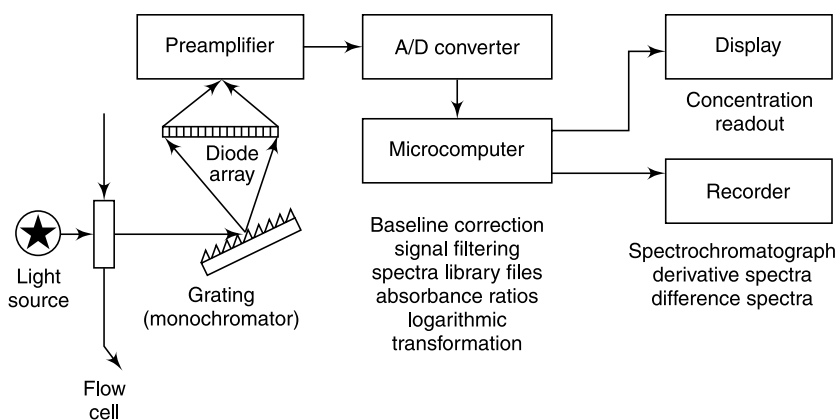 Preamplifier
A/D converter
Display
Concentration
readout
Diode
array
Microcomputer
Recorder
Light
source
Grating
(monochromator)
Baseline correction
signal filtering
spectra library files
absorbance ratios
logarithmic
transformation
Spectrochromatograph
derivative spectra
difference spectra
Flow
cell